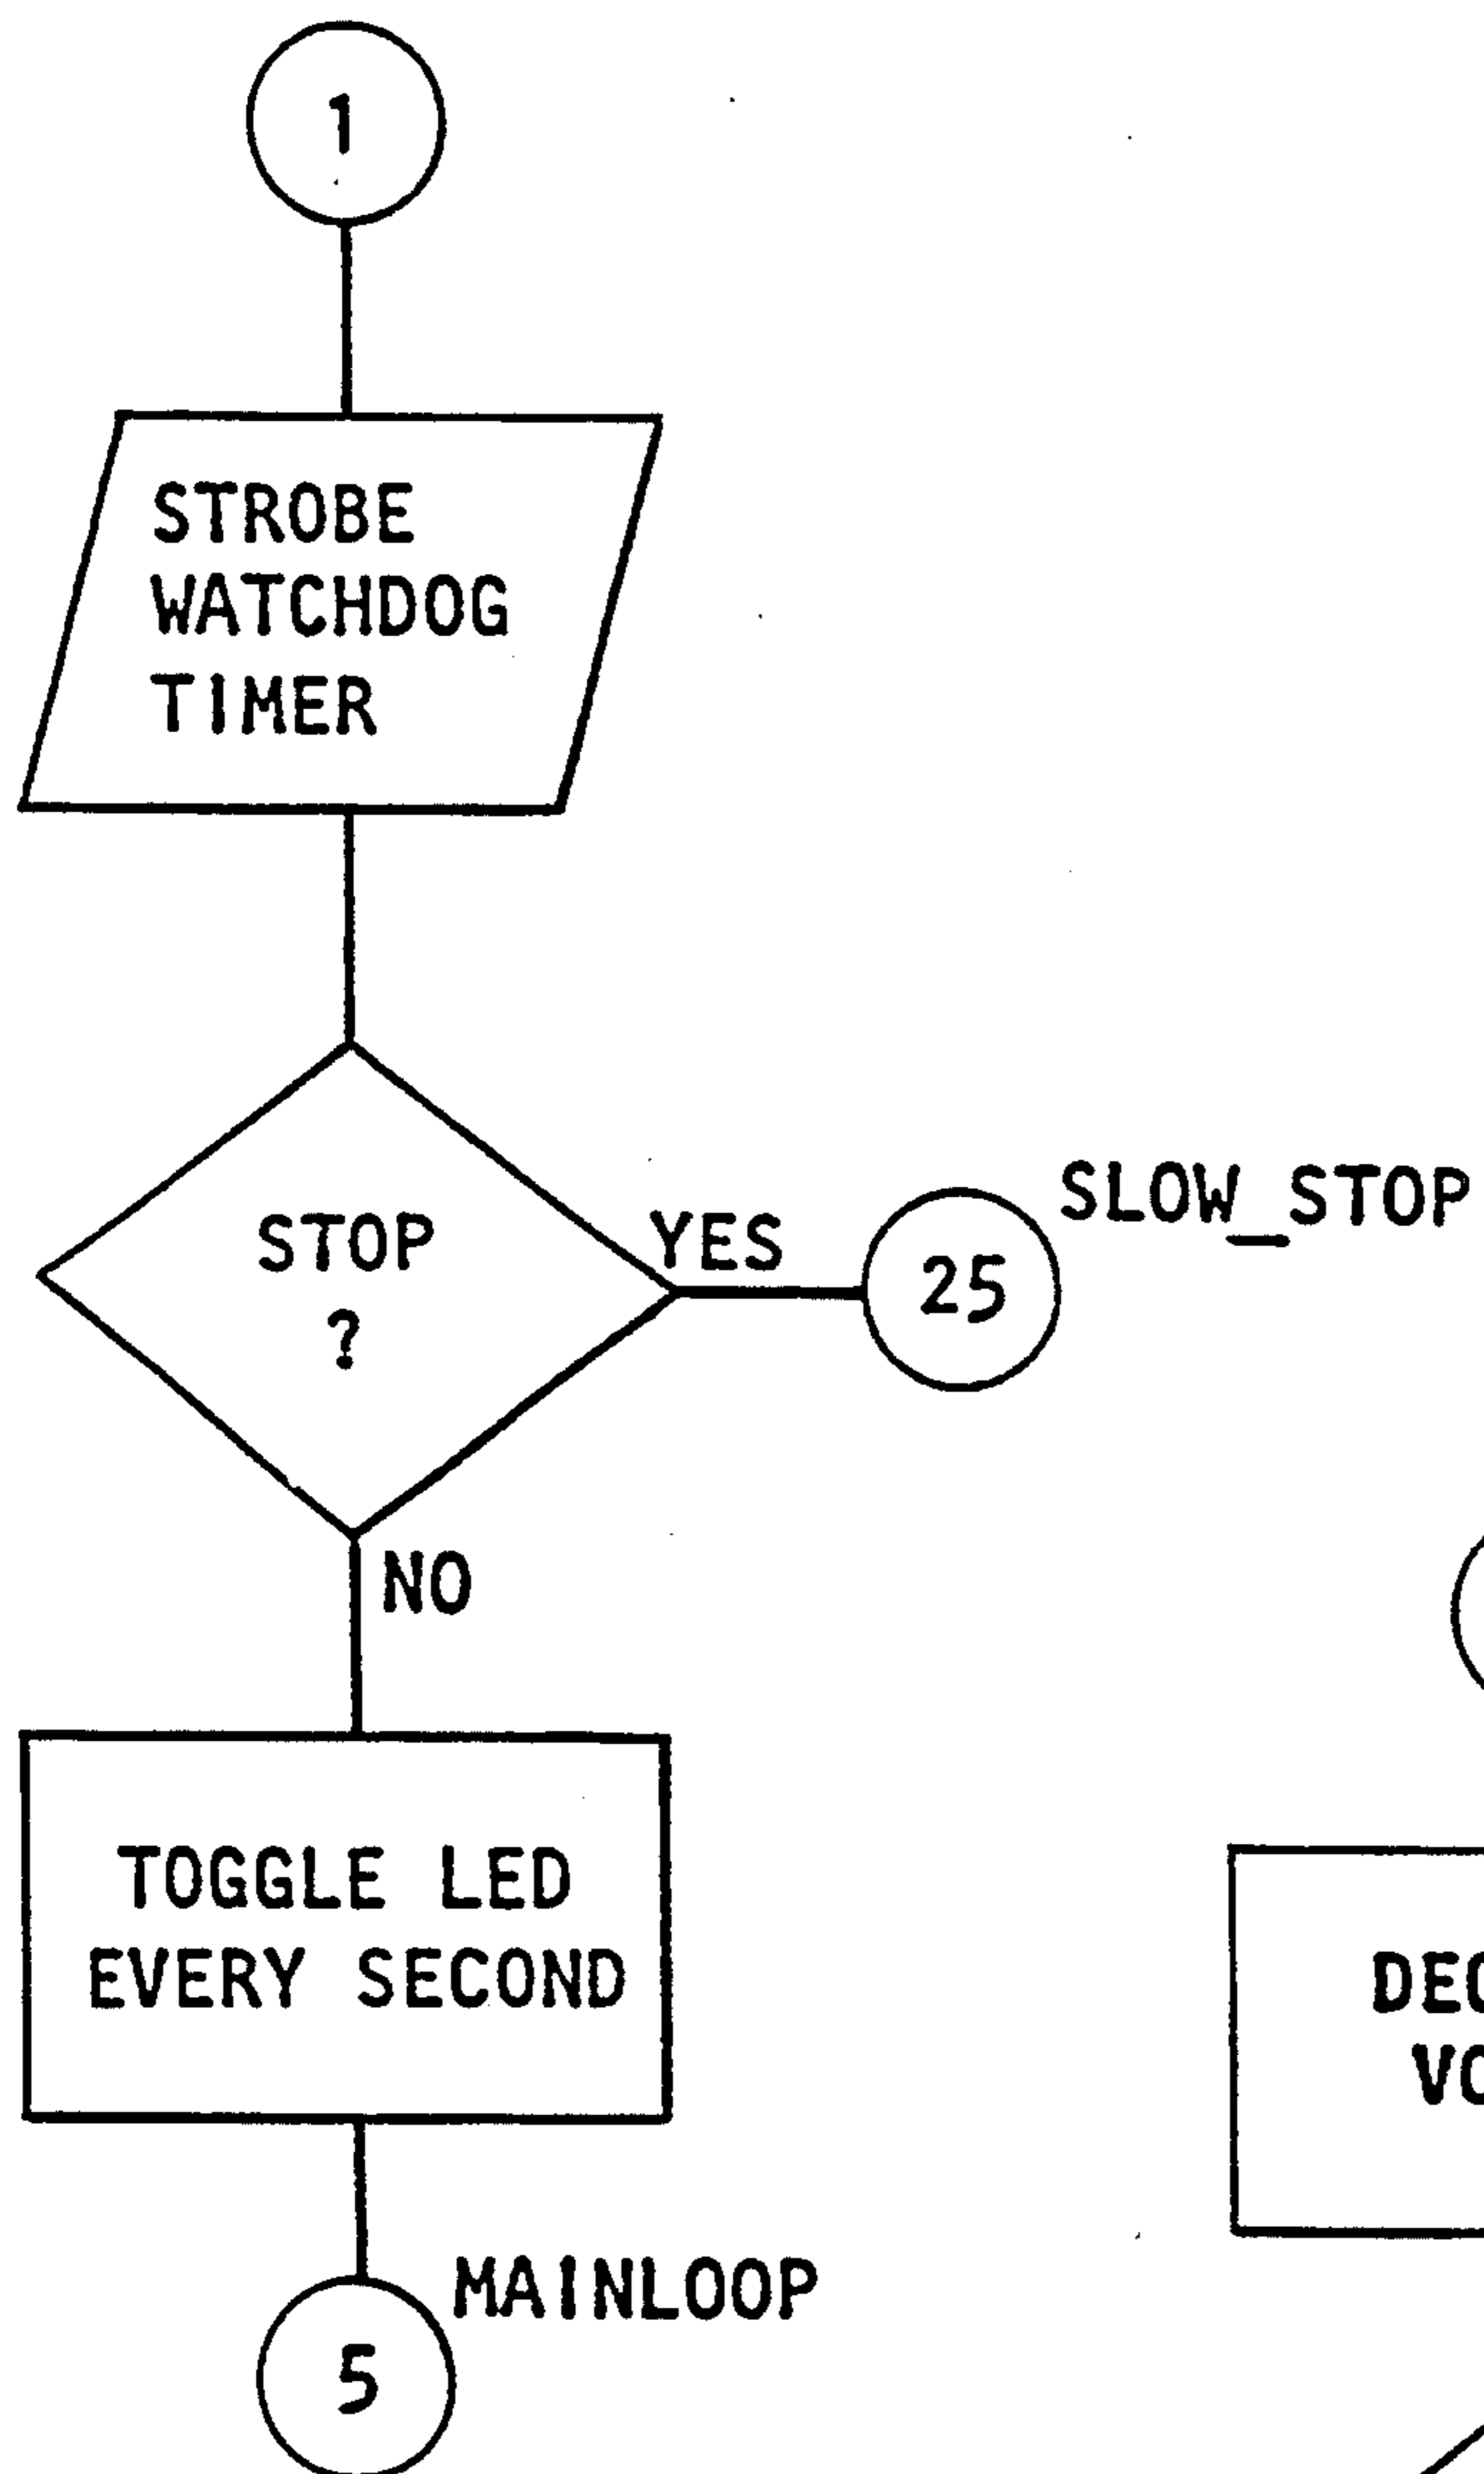 1
STROBE
WATCHDOG
TIMER
STOP
?
YES
25
SLOW_STOP
NO
TOGGLE LED
EVERY SECOND
MAINLOOP
5